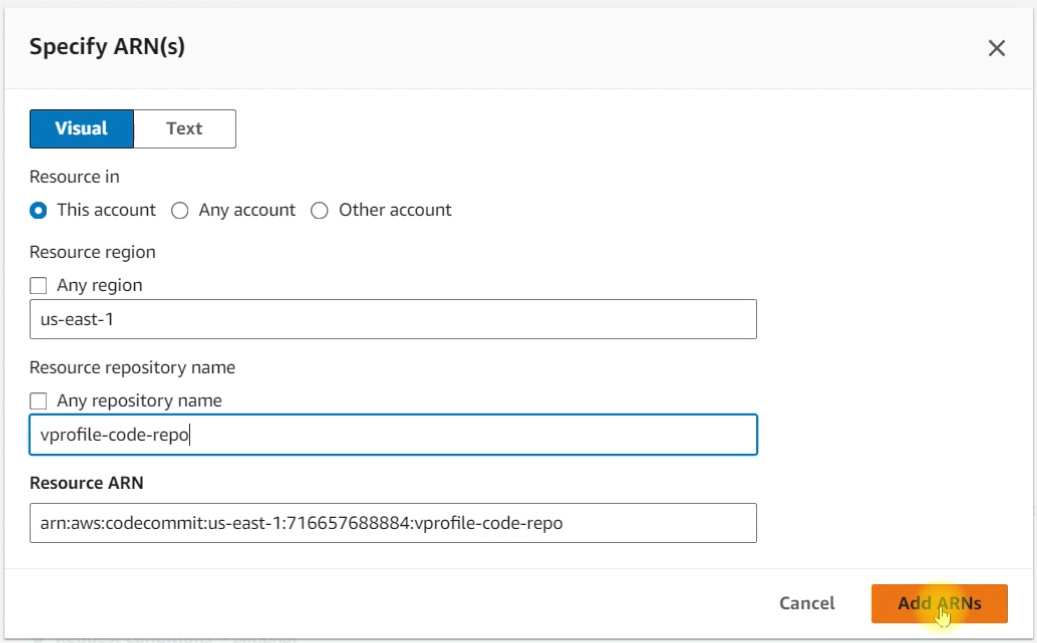 Specify ARN(s)
Visual Text
Resource in
This account Any account Other account
Resource region
Any region
us-east-1
Resource repository name
Any repository name
vprofile-code-repo
Resource ARN
arn:aws:codecommit:us-east-1:716657688884:vprofile-code-repo
Cancel Add ARNs